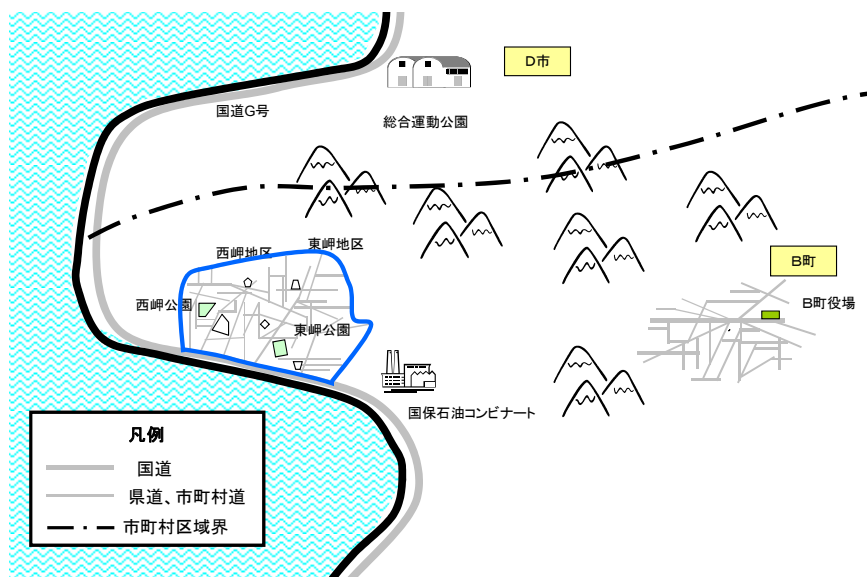 D市
国道G号
総合運動公園
東岬地区
西岬地区
B町
西岬公園
B町役場
東岬公園
国保石油コンビナート
凡例
国道
県道、市町村道
市町村区域界